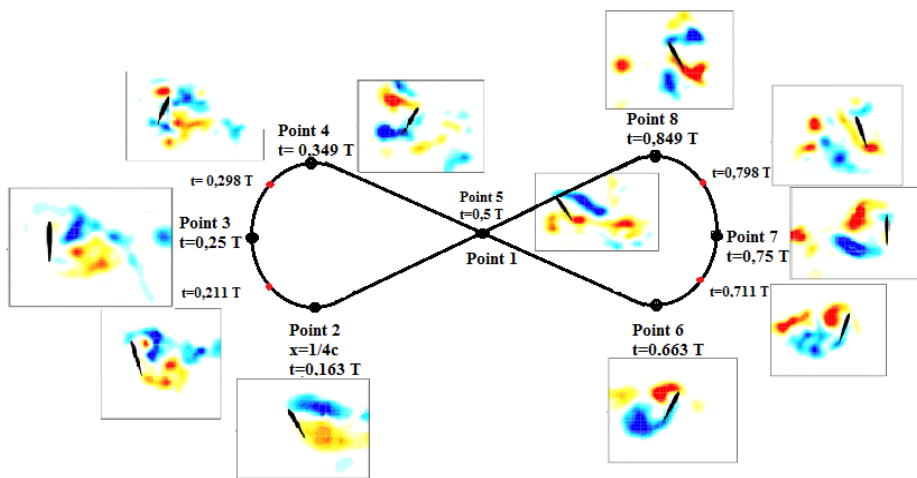 Point 8
t=0,849 T
Point 4
t= 0,349 T
t= 0,298 T
t=0,798 T
Point 5
t=0,5 T
Point 3
t=0,25 T
Point 1
Point 7
t=0,75 T
t=0,211 T
t=0,711 T
Point 2
x=1/4c
t=0,163 T
Point 6
t=0.663 T